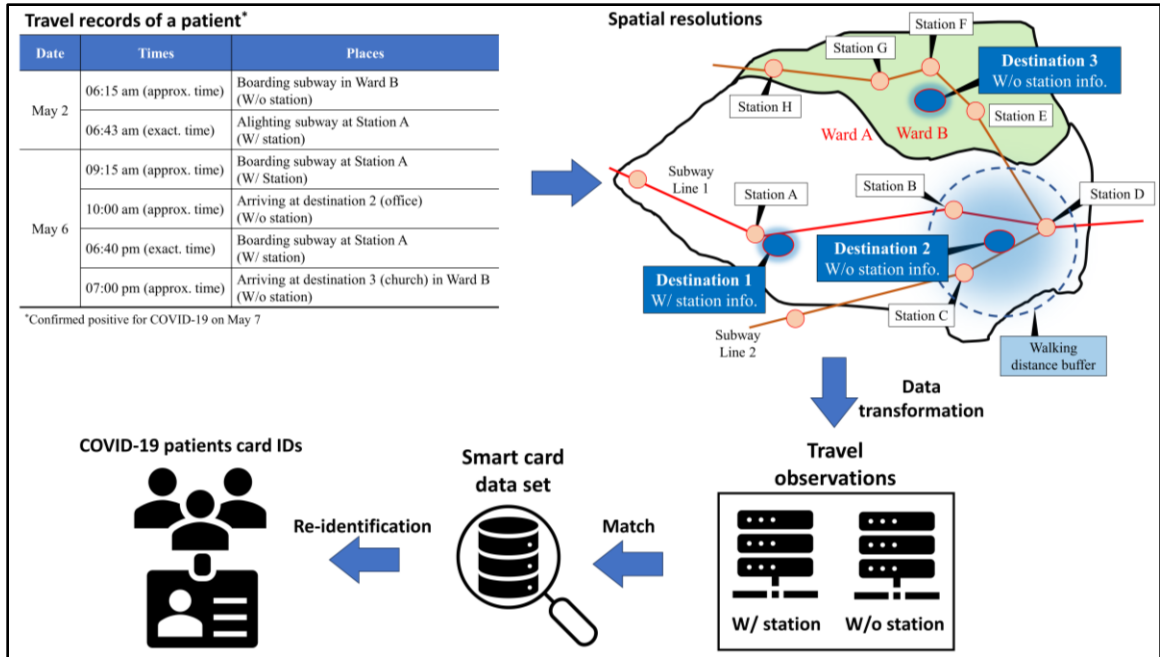 Travel records of a patient*
Date Times Places
May 2
06:15 am (approx. time) Boarding subway in Ward B
(W/o station)
06:43 am (exact. time) Alighting subway at Station A
(W/ station)
May 6
09:15 am (approx. time) Boarding subway at Station A
(W/ Station)
10:00 am (approx. time) Arriving at destination 2 (office)
(W/o station)
06:40 pm (exact. time) Boarding subway at Station A
(W/ station)
07:00 pm (approx. time) Arriving at destination 3 (church) in Ward B
(W/o station)
*Confirmed positive for COVID-19 on May 7
Spatial resolutions
Station F
Station G
Destination 3
W/o station info.
Station H
Station E
Ward A Ward B
Subway
Line 1
Station B
Station D
Station A
Destination 2
W/o station info.
Destination 1
W/ station info.
Station C
Subway
Line 2
Walking
distance buffer
Data
transformation
Travel
observations
W/ station W/o station
Match
Smart card
data set
Re-identification
COVID-19 patients card IDs